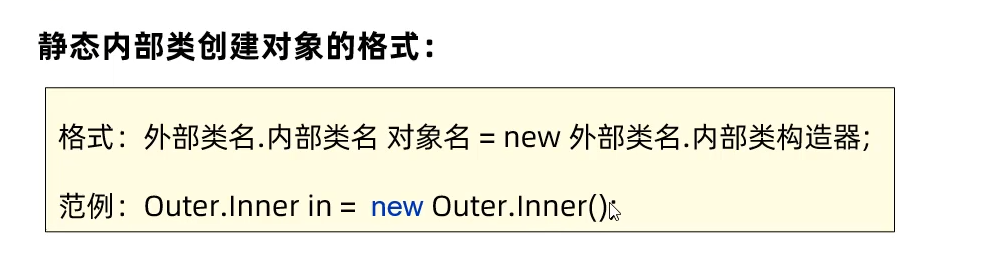 静态内部类创建对象的格式：
格式：外部类名.内部类名 对象名 = new 外部类名.内部类构造器;
范例：Outer.Inner in = new Outer.Inner();